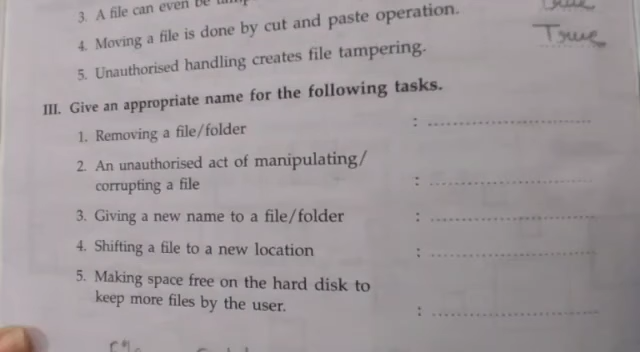 3. A file can even be
4. Moving a file is done by cut and paste operation.
True
5. Unauthorised handling creates file tampering.
III. Give an appropriate name for the following tasks.
1. Removing a file/folder : ..............................
2. An unauthorised act of manipulating/
corrupting a file : ..............................
3. Giving a new name to a file/folder : ..............................
4. Shifting a file to a new location : ..............................
5. Making space free on the hard disk to
keep more files by the user. : ..............................